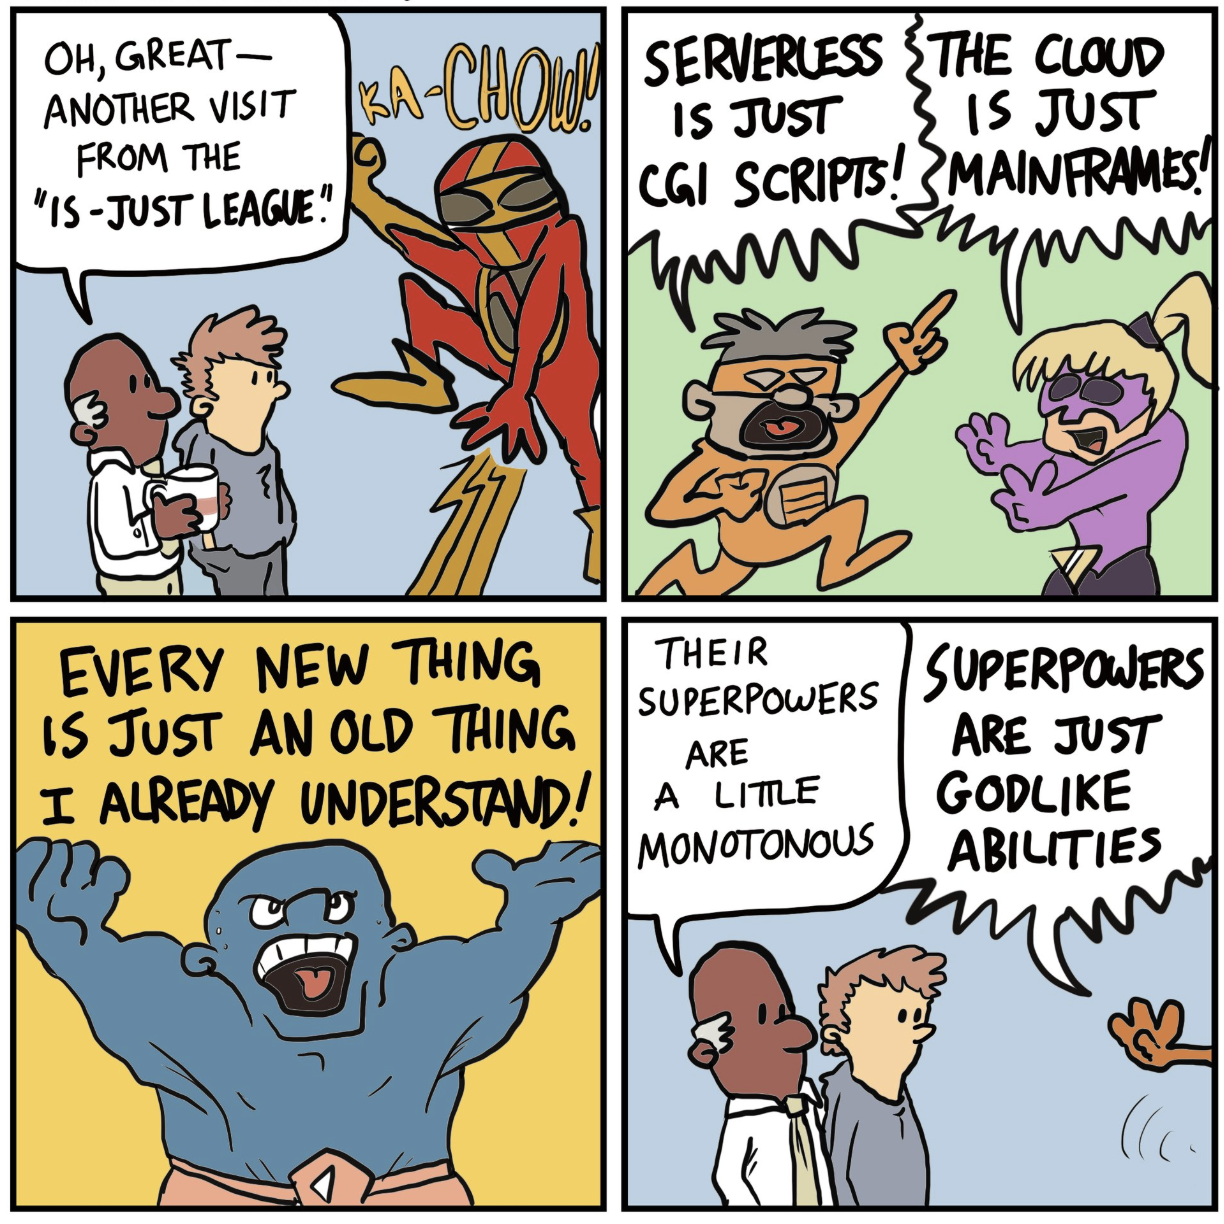 OH, GREAT—
ANOTHER VISIT
FROM THE
"IS-JUST LEAGUE."
KA-CHOW!
SERVERLESS
IS JUST
CGI SCRIPTS!
THE CLOUD
IS JUST
MAINFRAMES!
EVERY NEW THING
IS JUST AN OLD THING
I ALREADY UNDERSTAND!
THEIR
SUPERPOWERS
ARE
A LITTLE
MONOTONOUS
SUPERPOWERS
ARE JUST
GODLIKE
ABILITIES